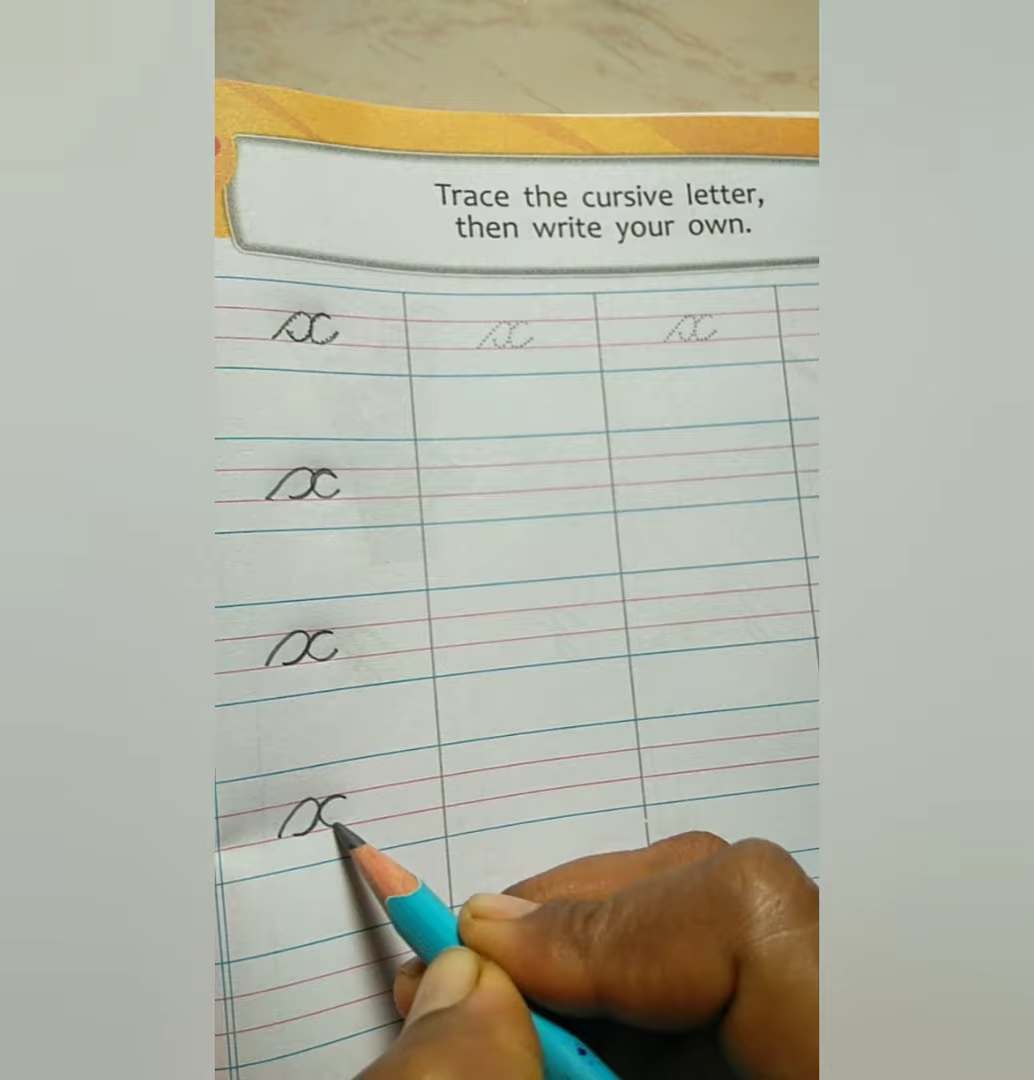 Trace the cursive letter,
then write your own.
x x x
x
x
x